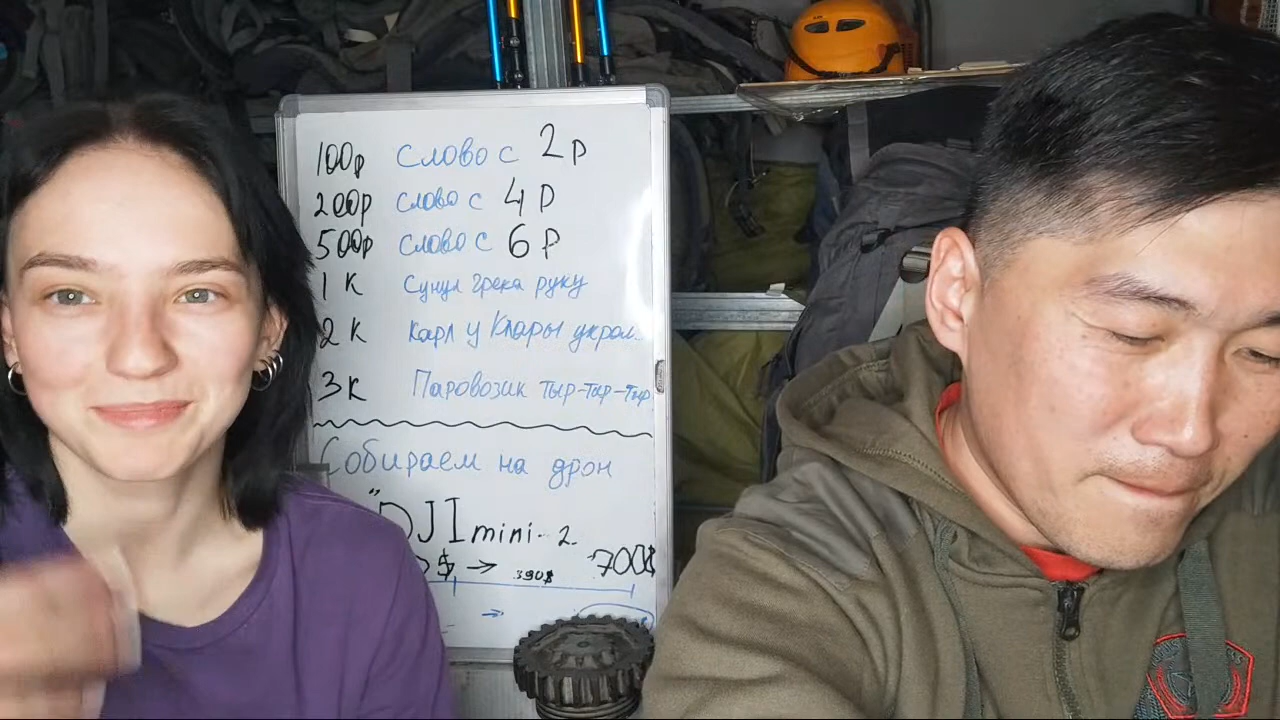 100р слово с 2 р
200р слово с 4 р
500р слово с 6 р
1 К Сунул грека руку
2 К Карл у Клары украл
3К Паровозик тыр-тыр-тыр
Собираем на дрон
"DJI mini-2.
$ → 390$ 700$
→